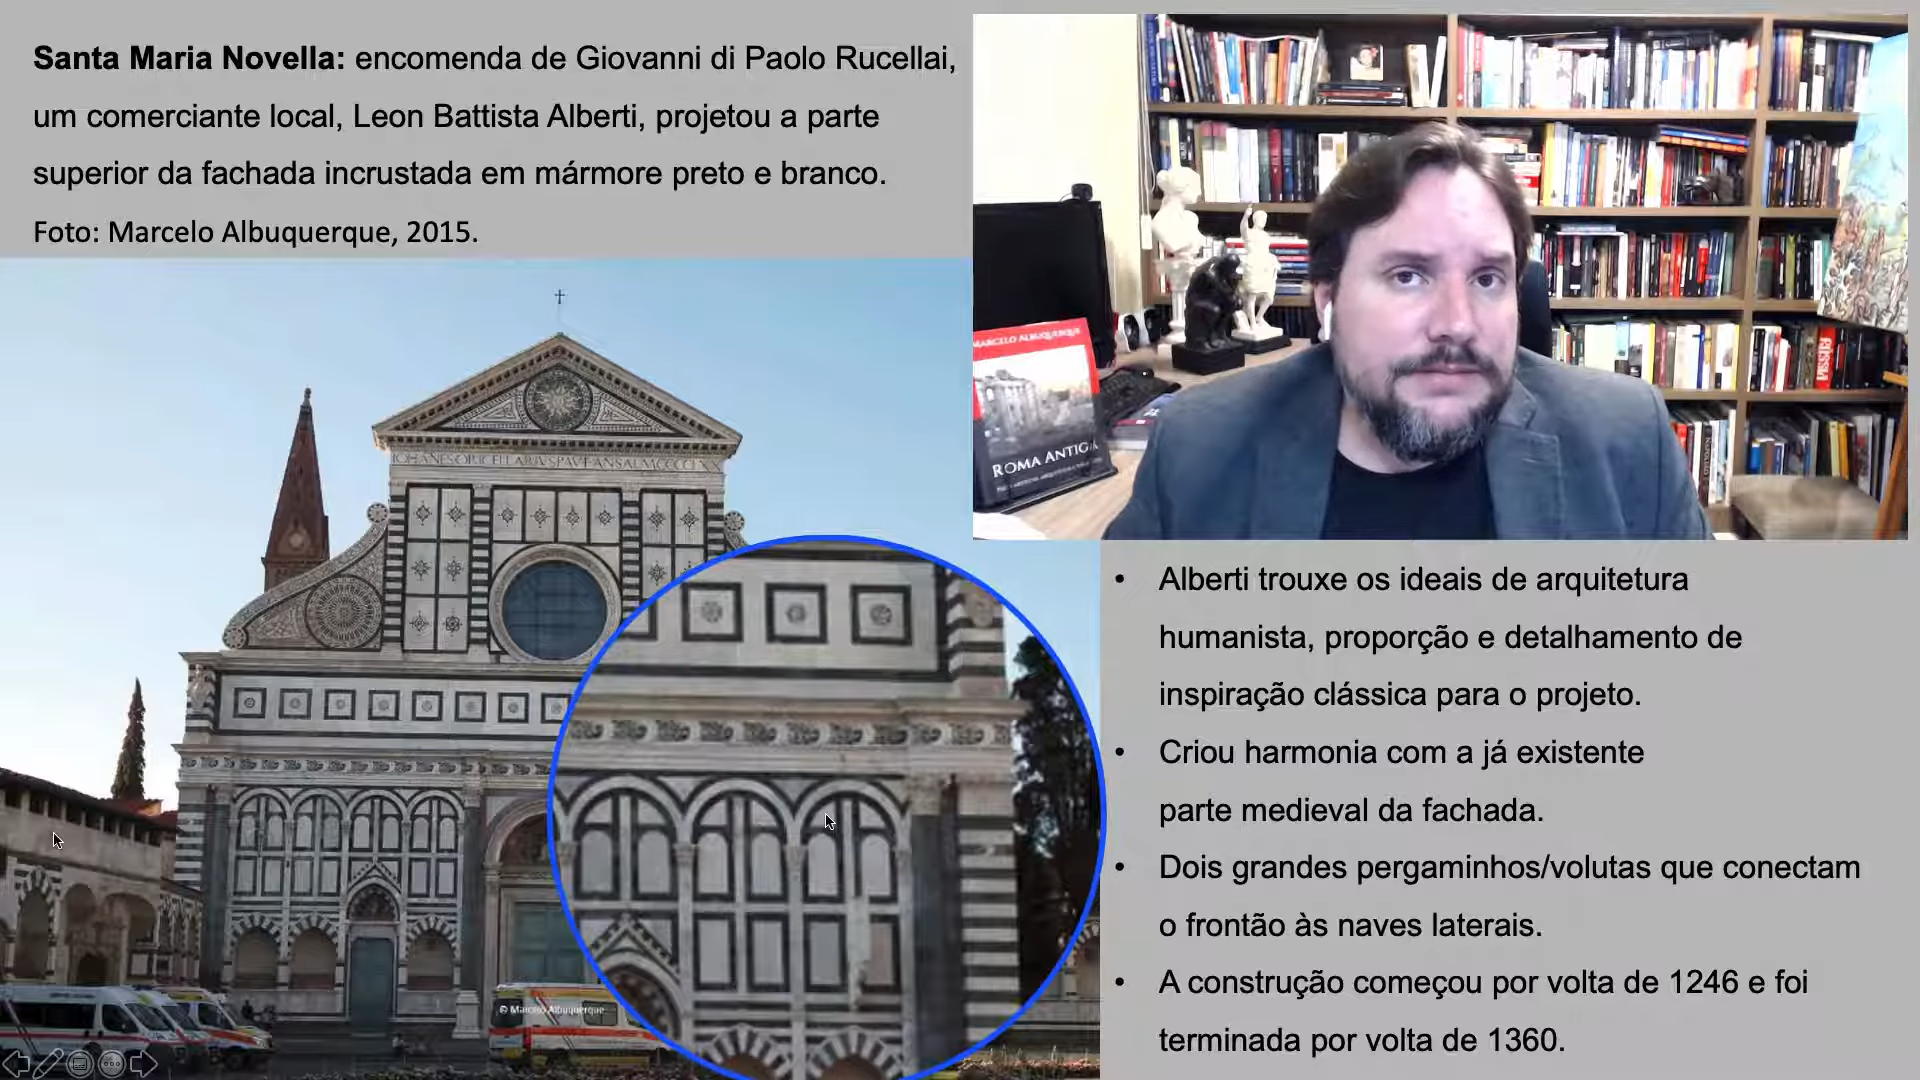 Santa Maria Novella: encomenda de Giovanni di Paolo Rucellai,
um comerciante local, Leon Battista Alberti, projetou a parte
superior da fachada incrustada em mármore preto e branco.
Foto: Marcelo Albuquerque, 2015.
MARCELO ALBUQUERQUE
ROMA ANTIGA
© Marcelo Albuquerque
• Alberti trouxe os ideais de arquitetura
humanista, proporção e detalhamento de
inspiração clássica para o projeto.
• Criou harmonia com a já existente
parte medieval da fachada.
• Dois grandes pergaminhos/volutas que conectam
o frontão às naves laterais.
• A construção começou por volta de 1246 e foi
terminada por volta de 1360.